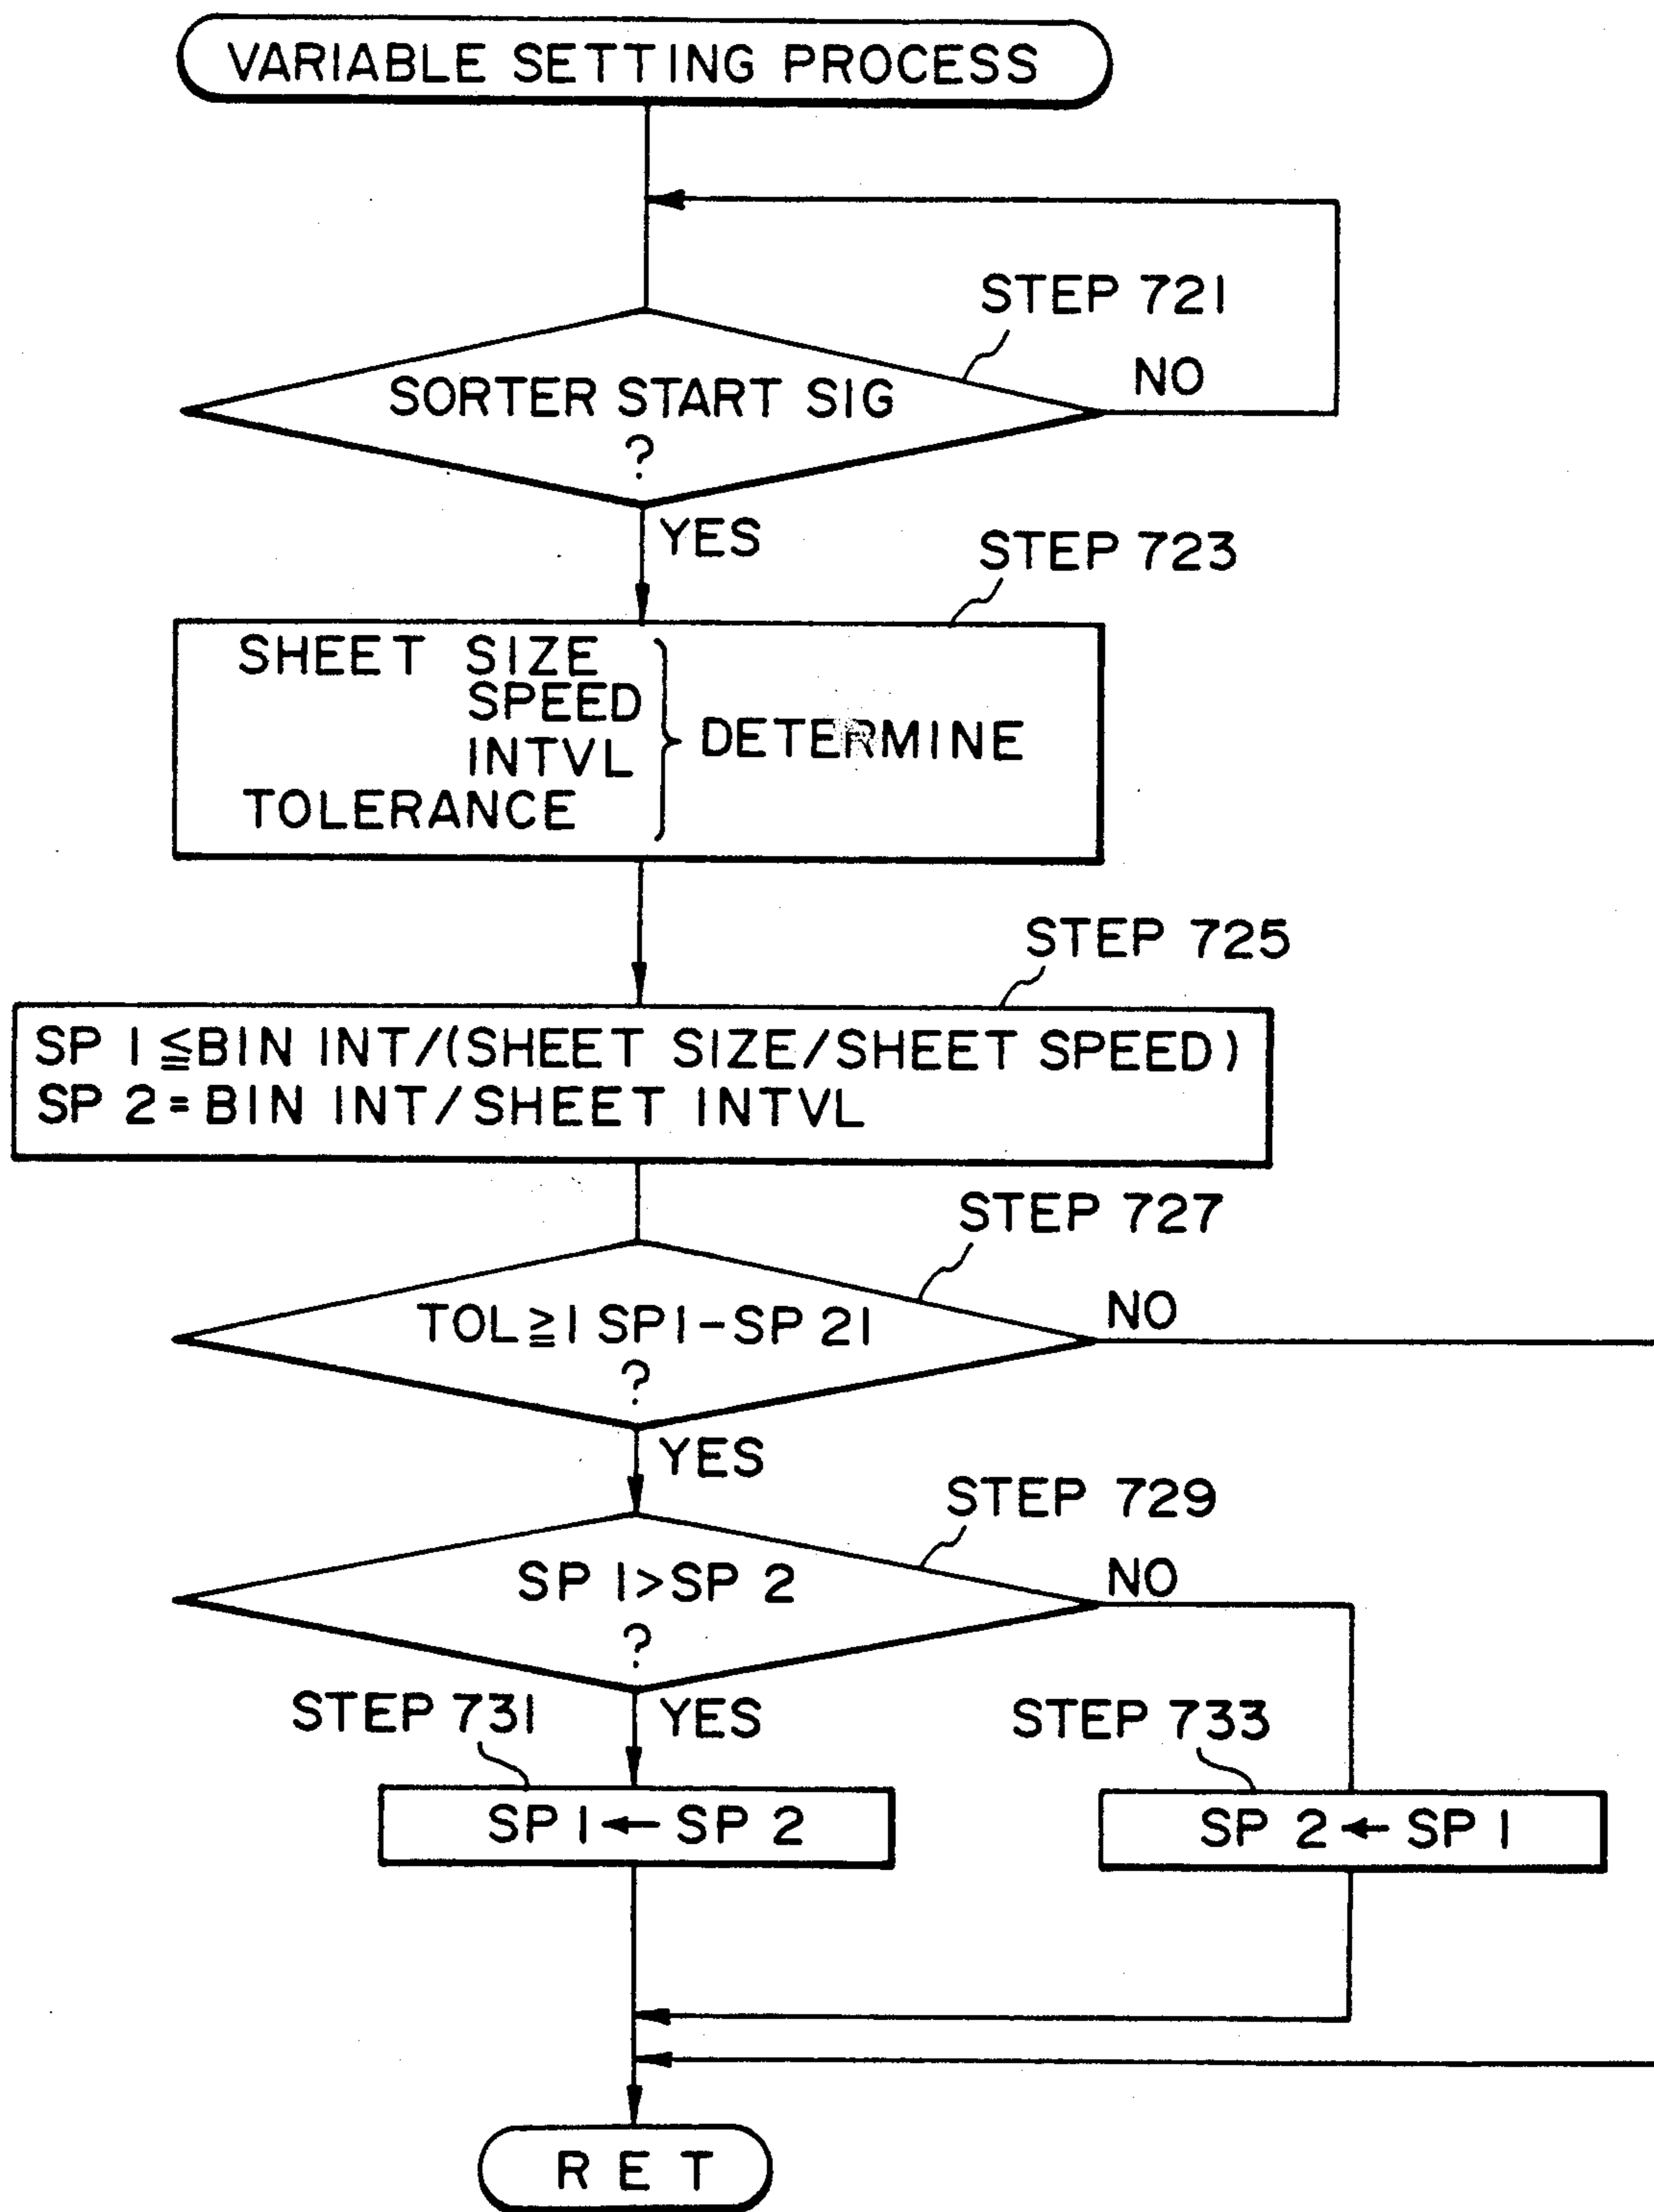 VARIABLE SETTING PROCESS
STEP 721
SORTER START SIG
?
NO
YES
STEP 723
SHEET SIZE
SPEED
INTVL
TOLERANCE
DETERMINE
STEP 725
SP 1 ≦ BIN INT/(SHEET SIZE/SHEET SPEED)
SP 2 = BIN INT/SHEET INTVL
STEP 727
TOL ≧ | SP1 - SP 2|
?
NO
YES
STEP 729
SP 1 > SP 2
?
NO
YES
STEP 731
SP 1 ← SP 2
STEP 733
SP 2 ← SP 1
RET